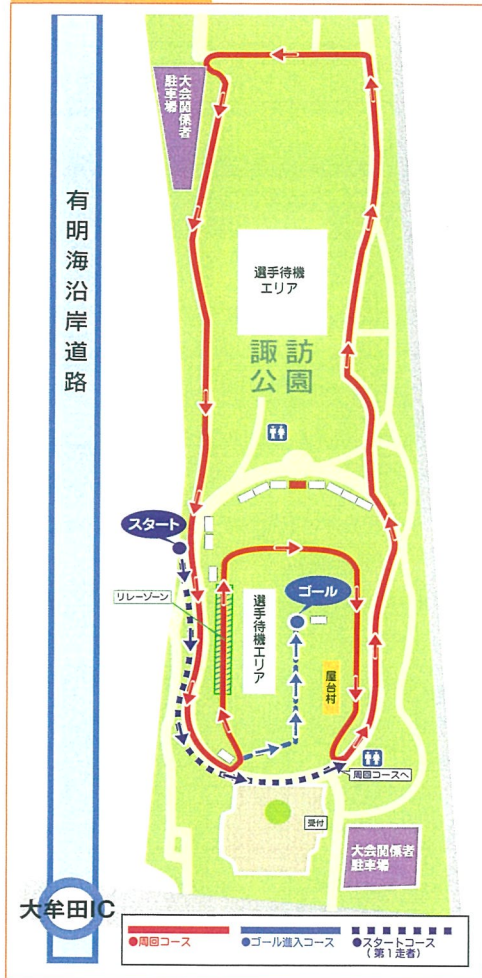 大会関係者
駐車場
有明海沿岸道路
選手待機
エリア
諏訪
公園
スタート
リレーゾーン
選手待機エリア
ゴール
屋台村
周回コースへ
受付
大会関係者
駐車場
大牟田IC
●周回コース
●ゴール進入コース
●スタートコース
(第1走者)